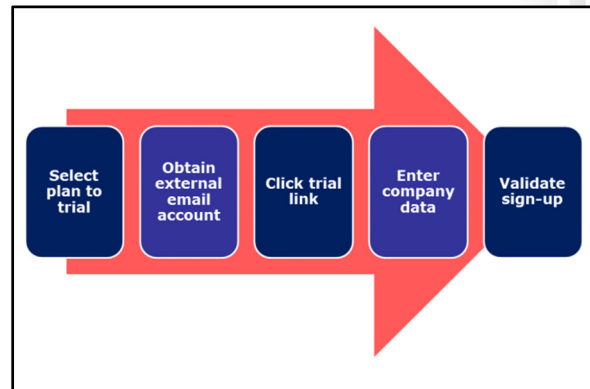 Select
plan to
trial
Obtain
external
email
account
Click trial
link
Enter
company
data
Validate
sign-up